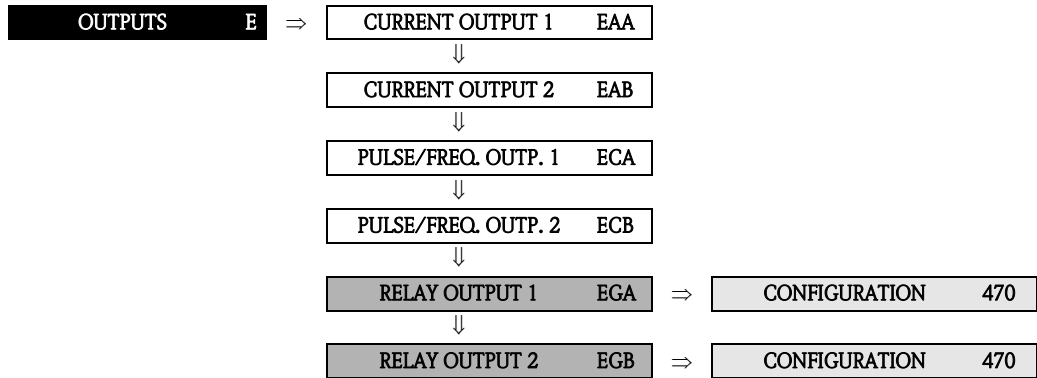 OUTPUTS E ⇒ CURRENT OUTPUT 1 EAA
⇓
CURRENT OUTPUT 2 EAB
⇓
PULSE/FREQ. OUTP. 1 ECA
⇓
PULSE/FREQ. OUTP. 2 ECB
⇓
RELAY OUTPUT 1 EGA ⇒ CONFIGURATION 470
⇓
RELAY OUTPUT 2 EGB ⇒ CONFIGURATION 470